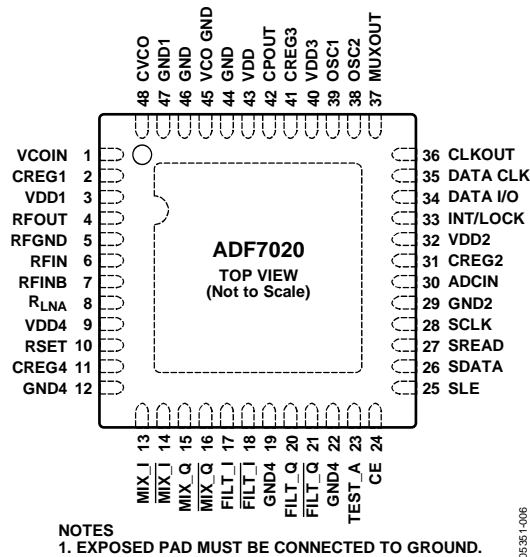 48 CVCO
47 GND1
46 GND
45 VCO GND
44 GND
43 VDD
42 CPOUT
41 CREG3
40 VDD3
39 OSC1
38 OSC2
37 MUXOUT
VCOIN 1
CREG1 2
VDD1 3
RFOUT 4
RFGND 5
RFIN 6
RFINB 7
RLNA 8
VDD4 9
RSET 10
CREG4 11
GND4 12
ADF7020
TOP VIEW
(Not to Scale)
36 CLKOUT
35 DATA CLK
34 DATA I/O
33 INT/LOCK
32 VDD2
31 CREG2
30 ADCIN
29 GND2
28 SCLK
27 SREAD
26 SDATA
25 SLE
MIX_I 13
MIX_I 14
MIX_Q 15
MIX_Q 16
FILT_I 17
FILT_I 18
GND4 19
FILT_Q 20
FILT_Q 21
GND4 22
TEST_A 23
CE 24
NOTES
1. EXPOSED PAD MUST BE CONNECTED TO GROUND.
05351-006